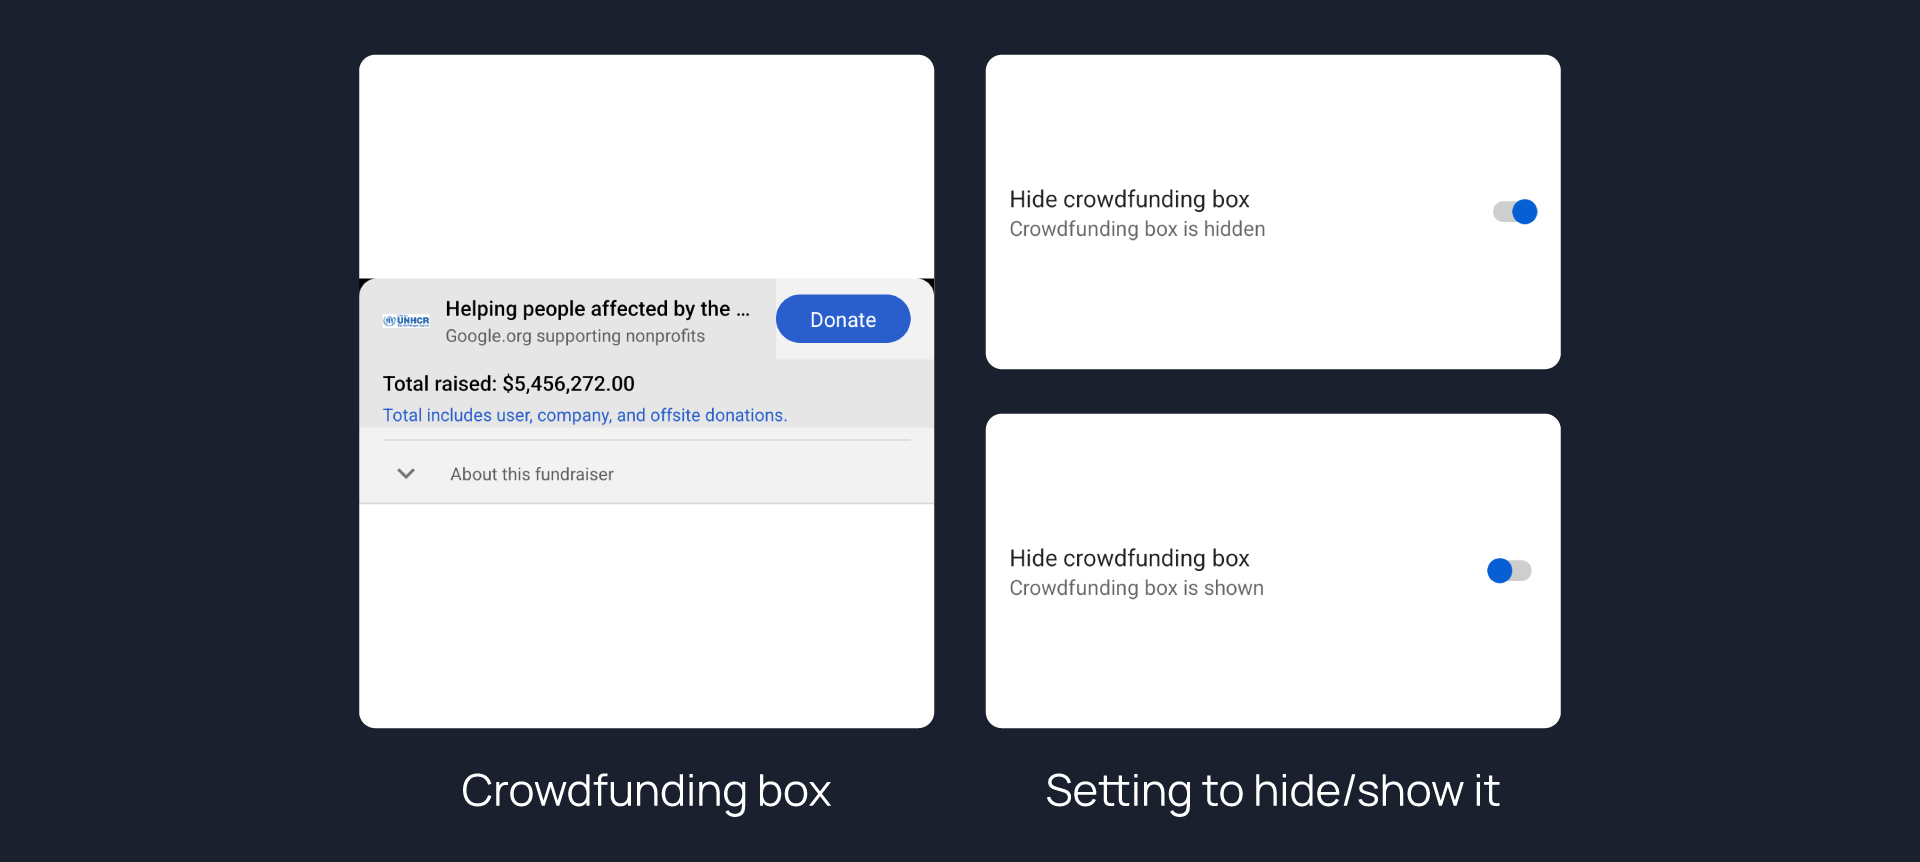 UNHCR
Helping people affected by the ...
Google.org supporting nonprofits
Donate
Total raised: $5,456,272.00
Total includes user, company, and offsite donations.
About this fundraiser
Crowdfunding box
Hide crowdfunding box
Crowdfunding box is hidden
Hide crowdfunding box
Crowdfunding box is shown
Setting to hide/show it